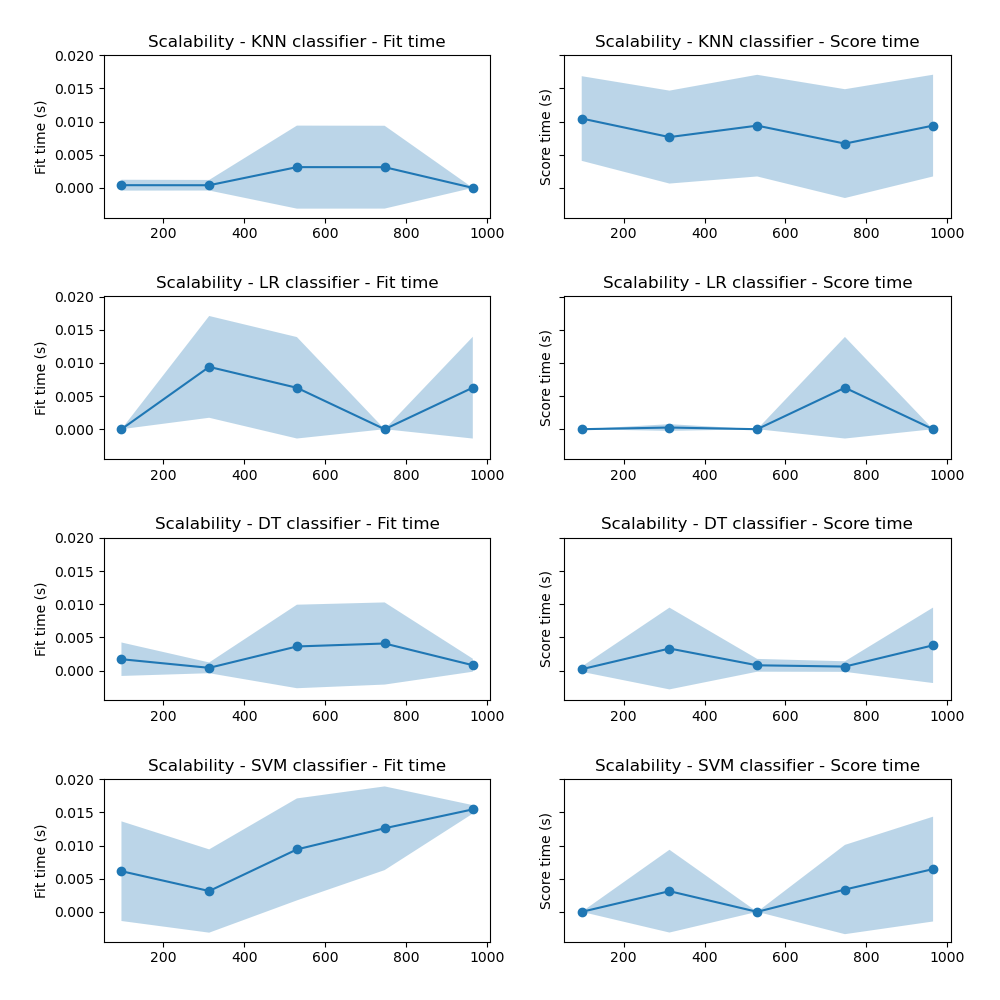 Scalability - KNN classifier - Fit time
Scalability - KNN classifier - Score time
0.020
0.015
0.010
0.005
0.000
Fit time (s)
Score time (s)
200 400 600 800 1000
200 400 600 800 1000
Scalability - LR classifier - Fit time
Scalability - LR classifier - Score time
0.020
0.015
0.010
0.005
0.000
Fit time (s)
Score time (s)
200 400 600 800 1000
200 400 600 800 1000
Scalability - DT classifier - Fit time
Scalability - DT classifier - Score time
0.020
0.015
0.010
0.005
0.000
Fit time (s)
Score time (s)
200 400 600 800 1000
200 400 600 800 1000
Scalability - SVM classifier - Fit time
Scalability - SVM classifier - Score time
0.020
0.015
0.010
0.005
0.000
Fit time (s)
Score time (s)
200 400 600 800 1000
200 400 600 800 1000